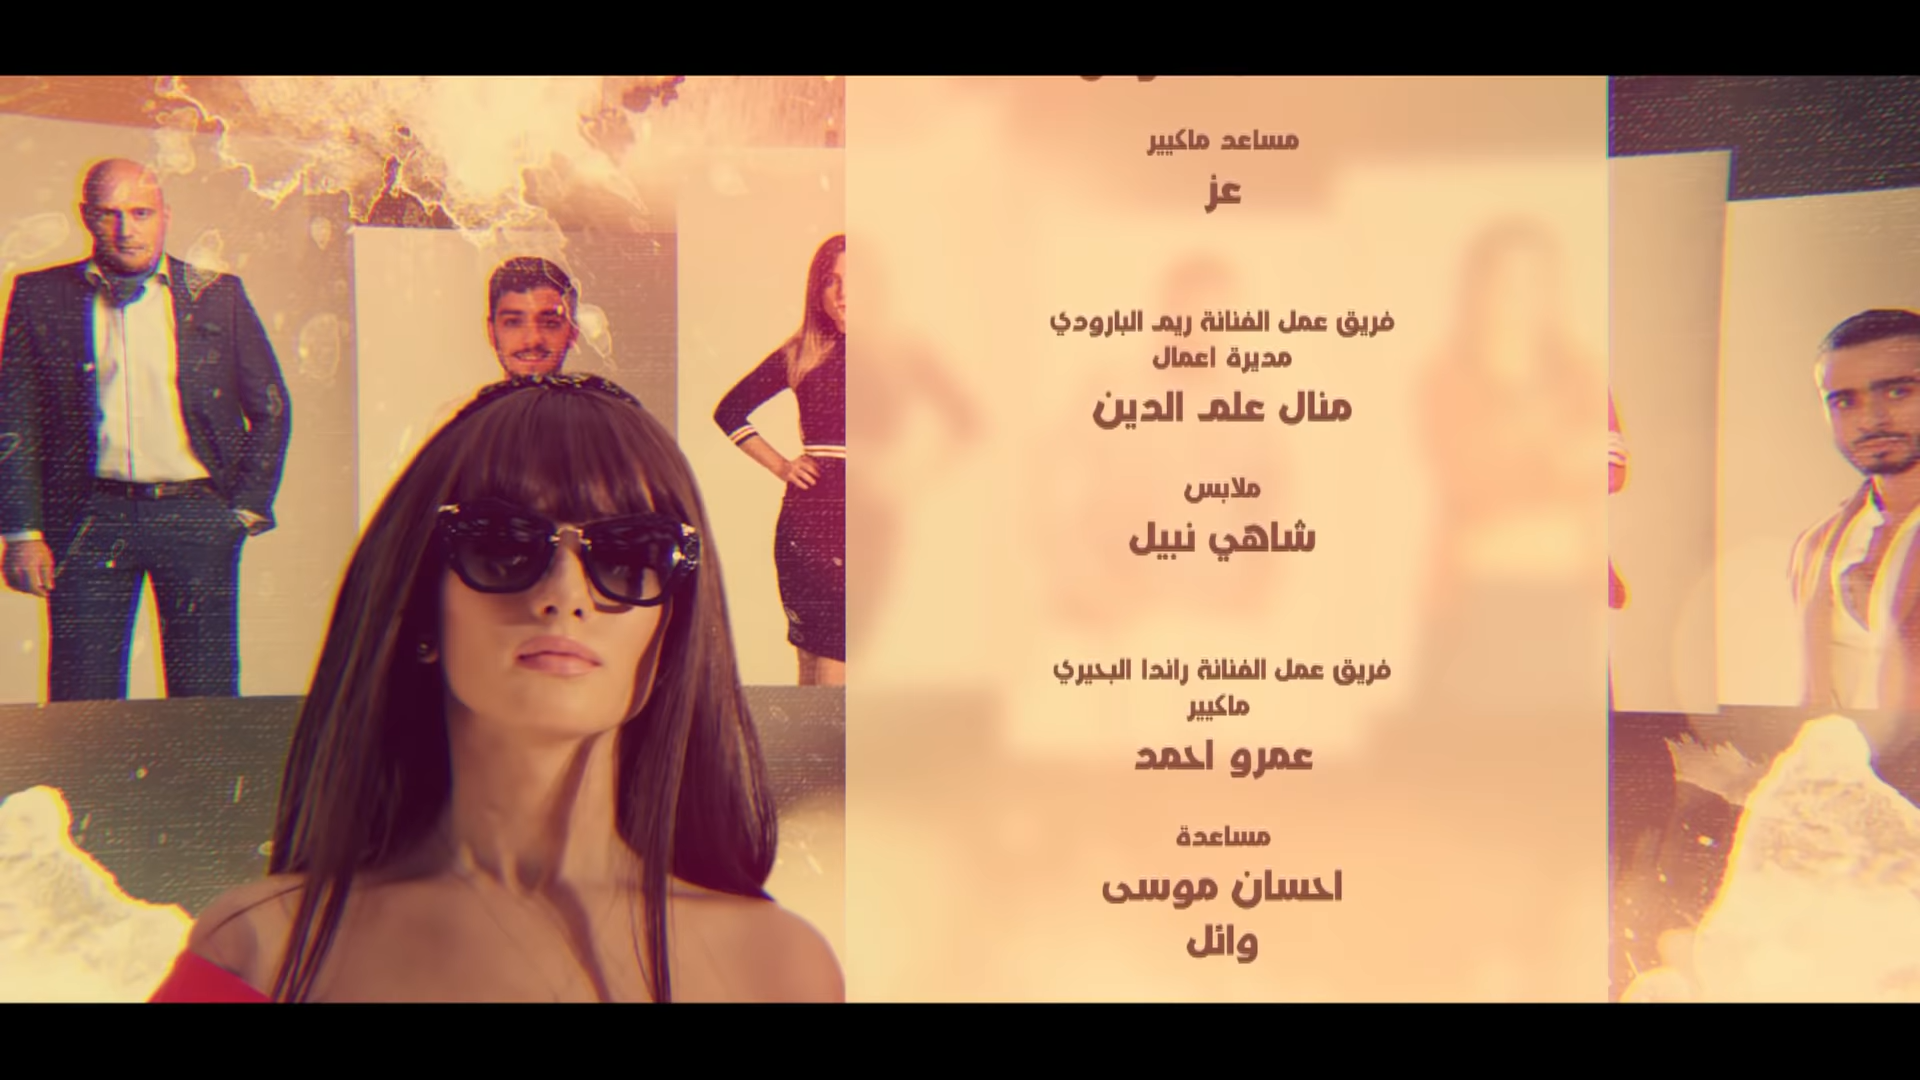 مساعد ماكيير
عز
فريق عمل الفنانة ريم البارودي
مديرة اعمال
منال علم الدين
ملابس
شاهي نبيل
فريق عمل الفنانة راندا البحيري
ماكيير
عمرو احمد
مساعدة
احسان موسى
وائل